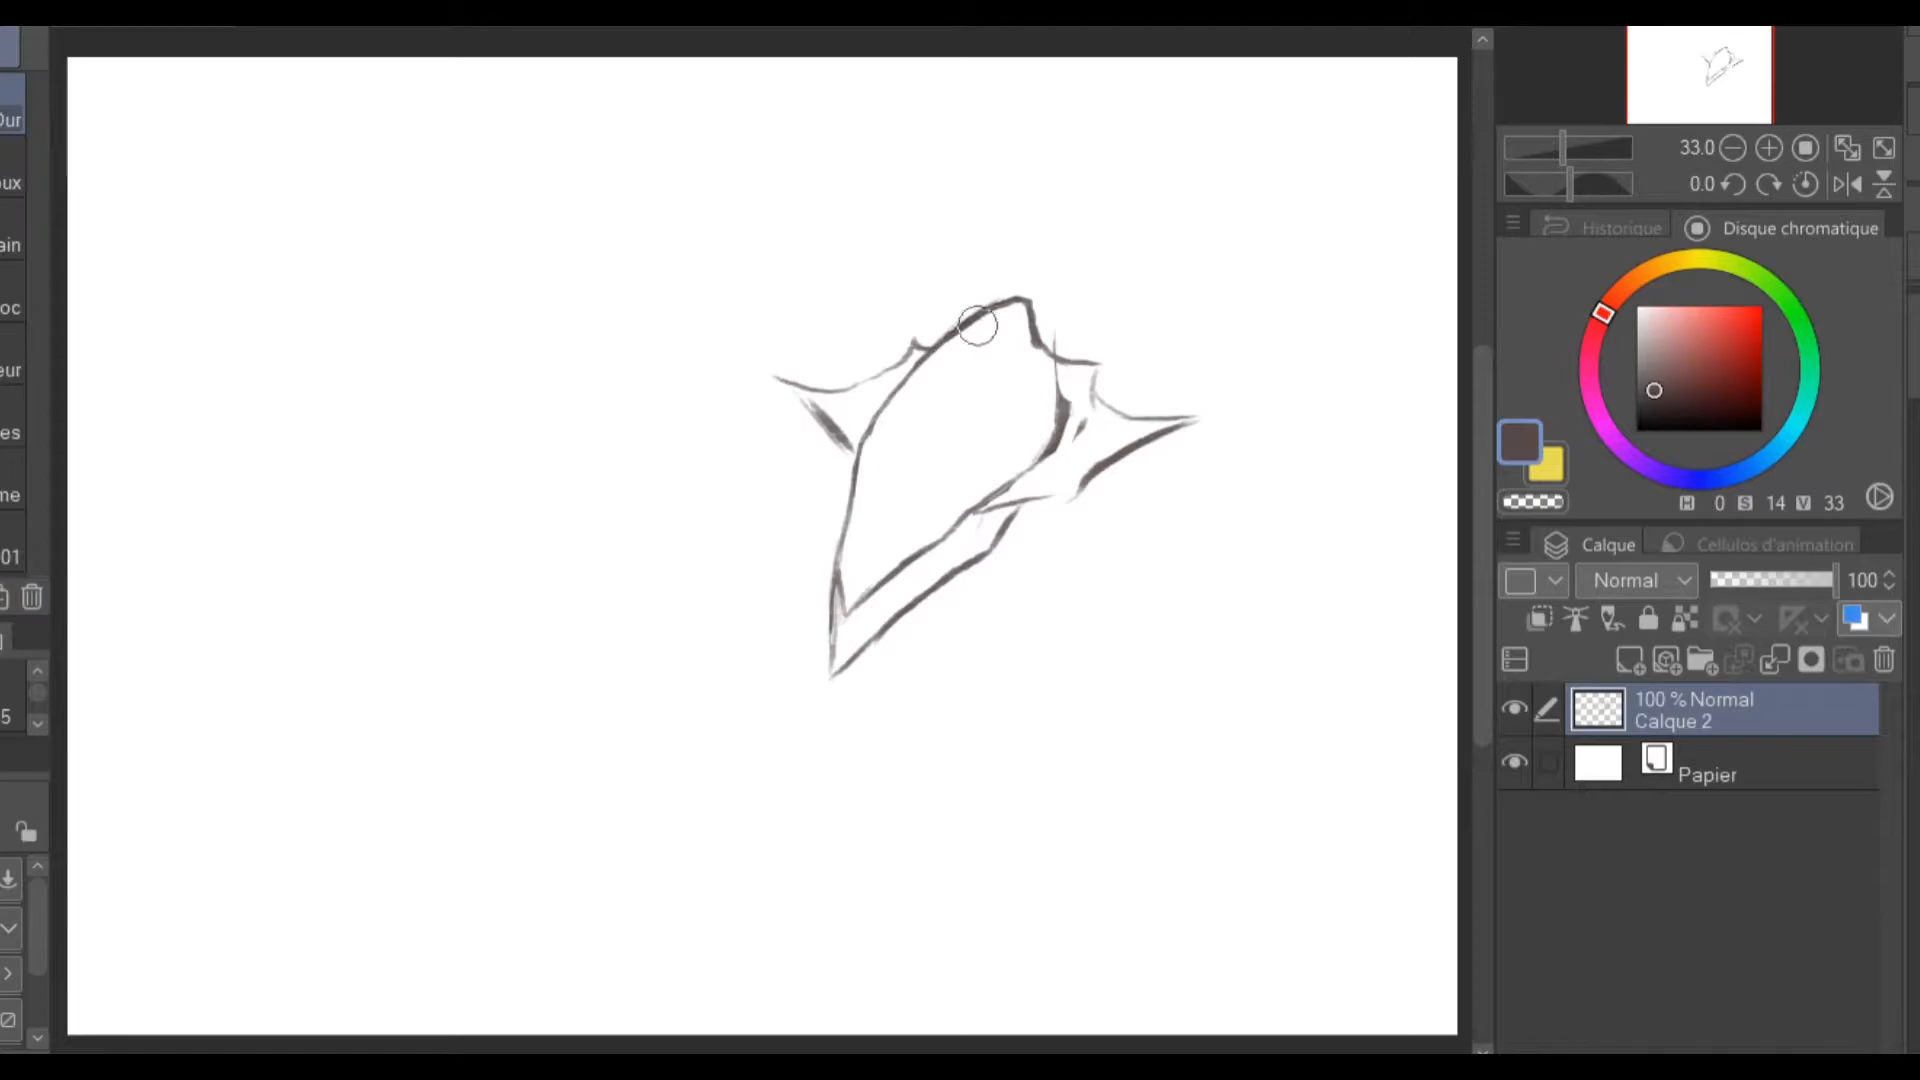 Dur
oux
ain
oc
eur
es
ne
01
5
33.0
0.0
Historique
Disque chromatique
H 0 S 14 V 33
Calque
Cellulos d'animation
Normal
100
100 % Normal
Calque 2
Papier